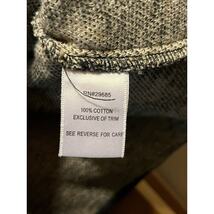 RN#29685
100% COTTON
EXCLUSIVE OF TRIM
SEE REVERSE FOR CARE